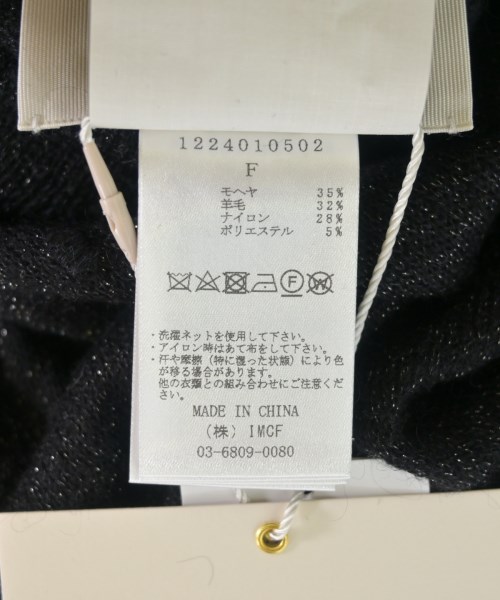 1224010502
F
モヘヤ 35%
羊毛 32%
ナイロン 28%
ポリエステル 5%
F W
・洗濯ネットを使用して下さい。
・アイロン時はあて布をして下さい。
・汗や摩擦（特に復った状態）により色
が移る場合があります。
他の衣類との組み合わせにご注意くだ
さい。
MADE IN CHINA
（株）IMCF
03-6809-0080